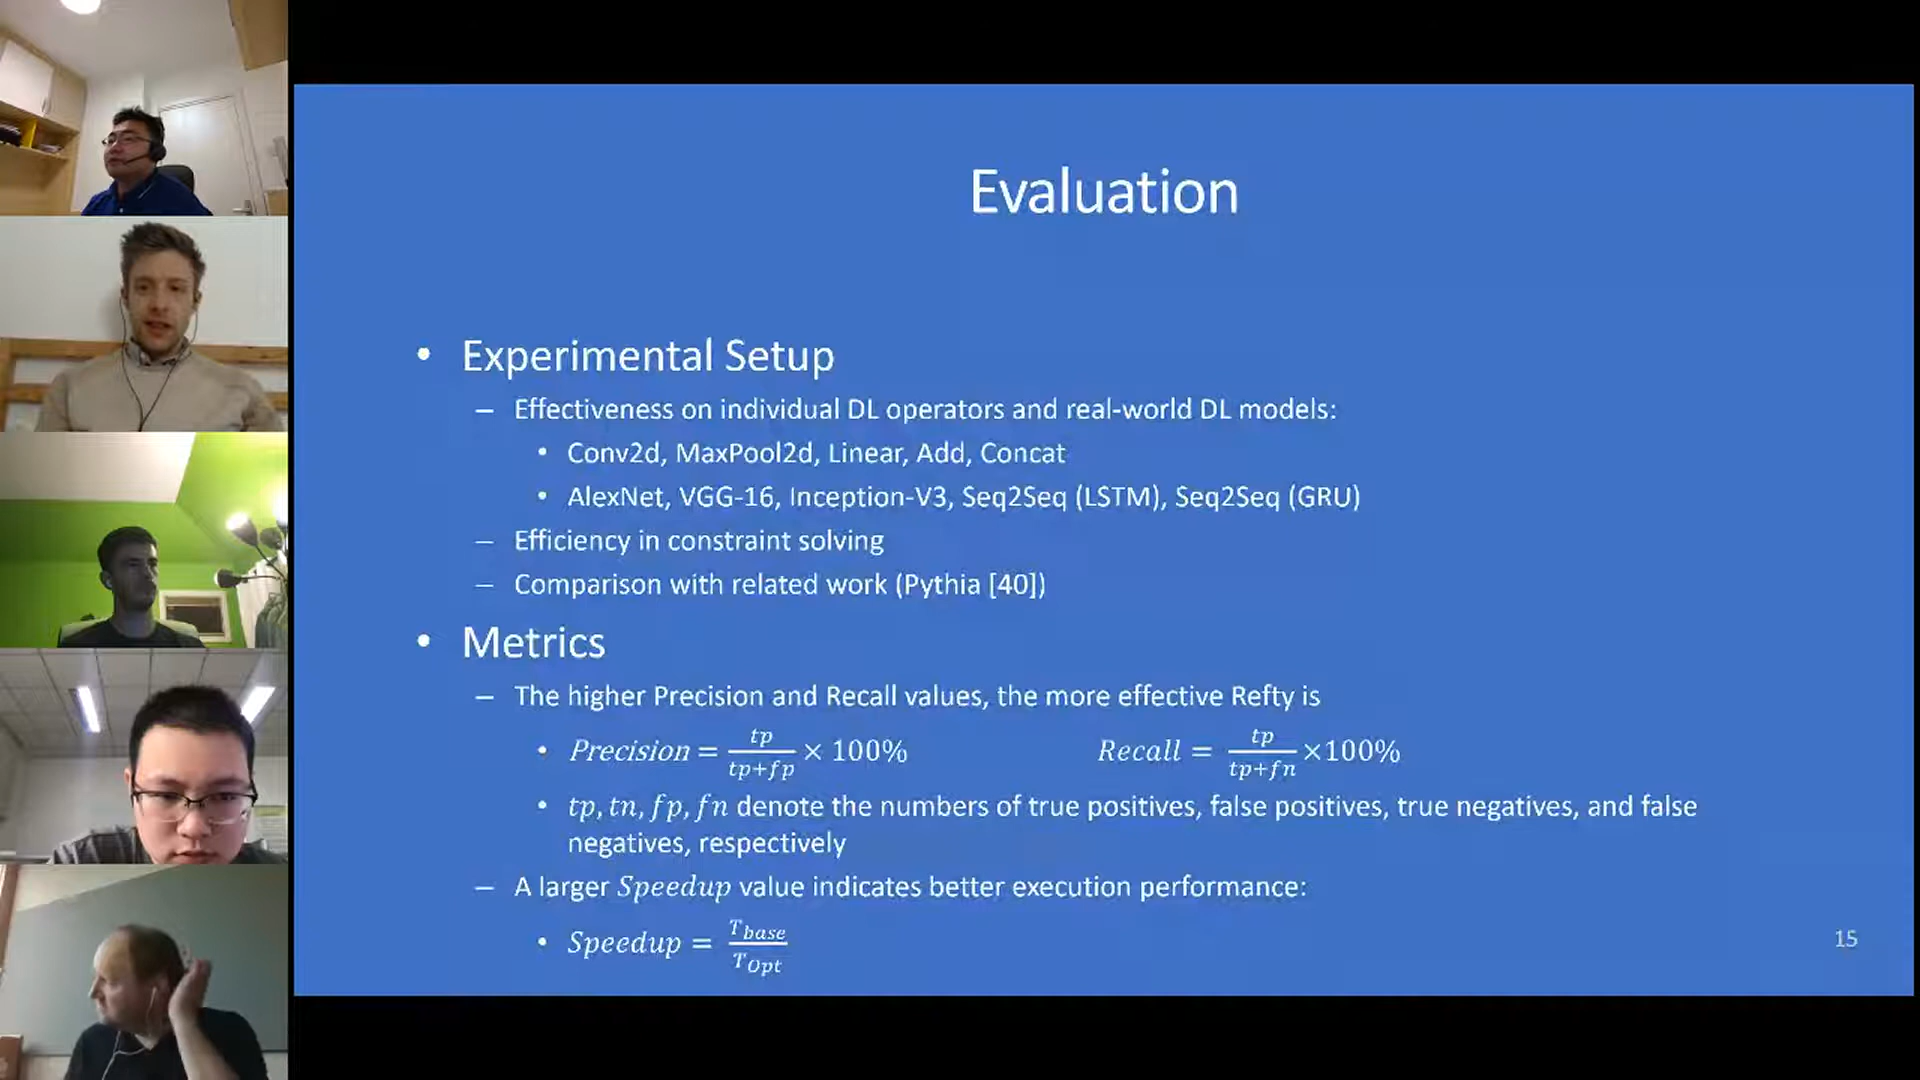 Evaluation
• Experimental Setup
– Effectiveness on individual DL operators and real-world DL models:
• Conv2d, MaxPool2d, Linear, Add, Concat
• AlexNet, VGG-16, Inception-V3, Seq2Seq (LSTM), Seq2Seq (GRU)
– Efficiency in constraint solving
– Comparison with related work (Pythia [40])
• Metrics
– The higher Precision and Recall values, the more effective Refty is
• Precision = tp/(tp+fp) × 100% Recall = tp/(tp+fn) ×100%
• tp, tn, fp, fn denote the numbers of true positives, false positives, true negatives, and false
negatives, respectively
– A larger Speedup value indicates better execution performance:
• Speedup = T_base/T_Opt
15